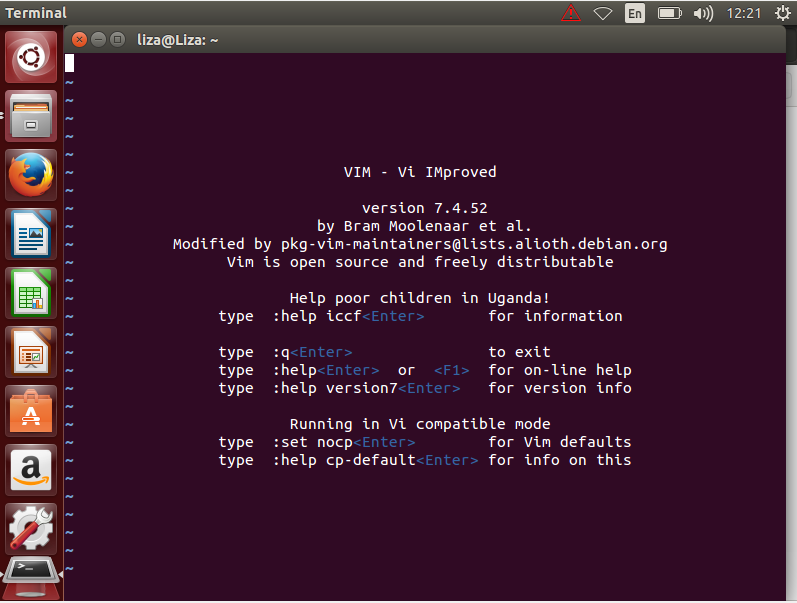 Terminal
En
12:21
liza@Liza: ~
~
~
~
~
~
VIM - Vi IMproved
~
~
version 7.4.52
~
by Bram Moolenaar et al.
~
Modified by pkg-vim-maintainers@lists.alioth.debian.org
~
Vim is open source and freely distributable
~
~
Help poor children in Uganda!
~
type :help iccf<Enter> for information
~
~
type :q<Enter> to exit
~
type :help<Enter> or <F1> for on-line help
~
type :help version7<Enter> for version info
~
~
Running in Vi compatible mode
~
type :set nocp<Enter> for Vim defaults
~
type :help cp-default<Enter> for info on this
~
~
~
~
~
~
a
>_